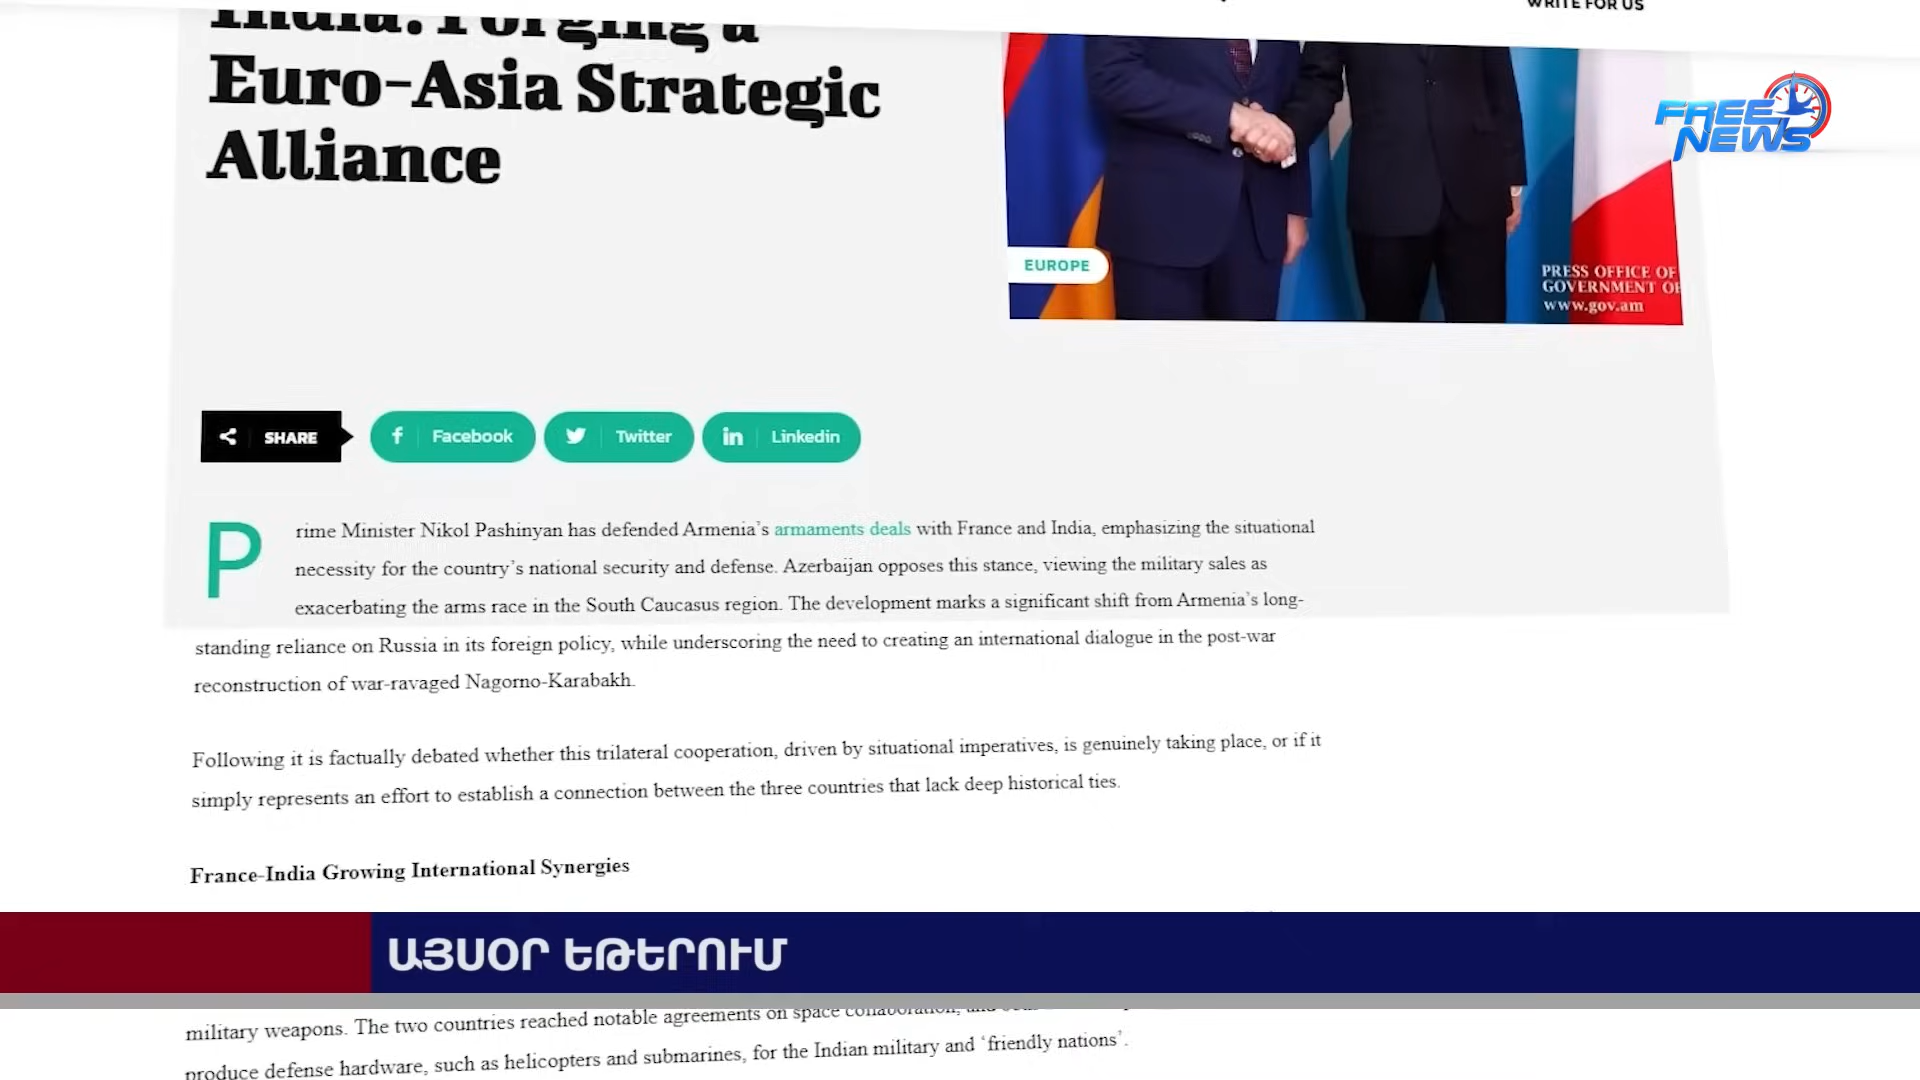 WRITE FOR US
India: Forging a
Euro-Asia Strategic
Alliance
FREE
NEWS
EUROPE
PRESS OFFICE OF
GOVERNMENT OF
www.gov.am
SHARE
Facebook
Twitter
Linkedin
Prime Minister Nikol Pashinyan has defended Armenia’s armaments deals with France and India, emphasizing the situational
necessity for the country’s national security and defense. Azerbaijan opposes this stance, viewing the military sales as
exacerbating the arms race in the South Caucasus region. The development marks a significant shift from Armenia’s long-
standing reliance on Russia in its foreign policy, while underscoring the need to creating an international dialogue in the post-war
reconstruction of war-ravaged Nagorno-Karabakh.
Following it is factually debated whether this trilateral cooperation, driven by situational imperatives, is genuinely taking place, or if it
simply represents an effort to establish a connection between the three countries that lack deep historical ties.
France-India Growing International Synergies
ԱՅՍՕՐ ԵԹԵՐՈՒՄ
military weapons. The two countries reached notable agreements on space collaboration, and
produce defense hardware, such as helicopters and submarines, for the Indian military and ‘friendly nations’.